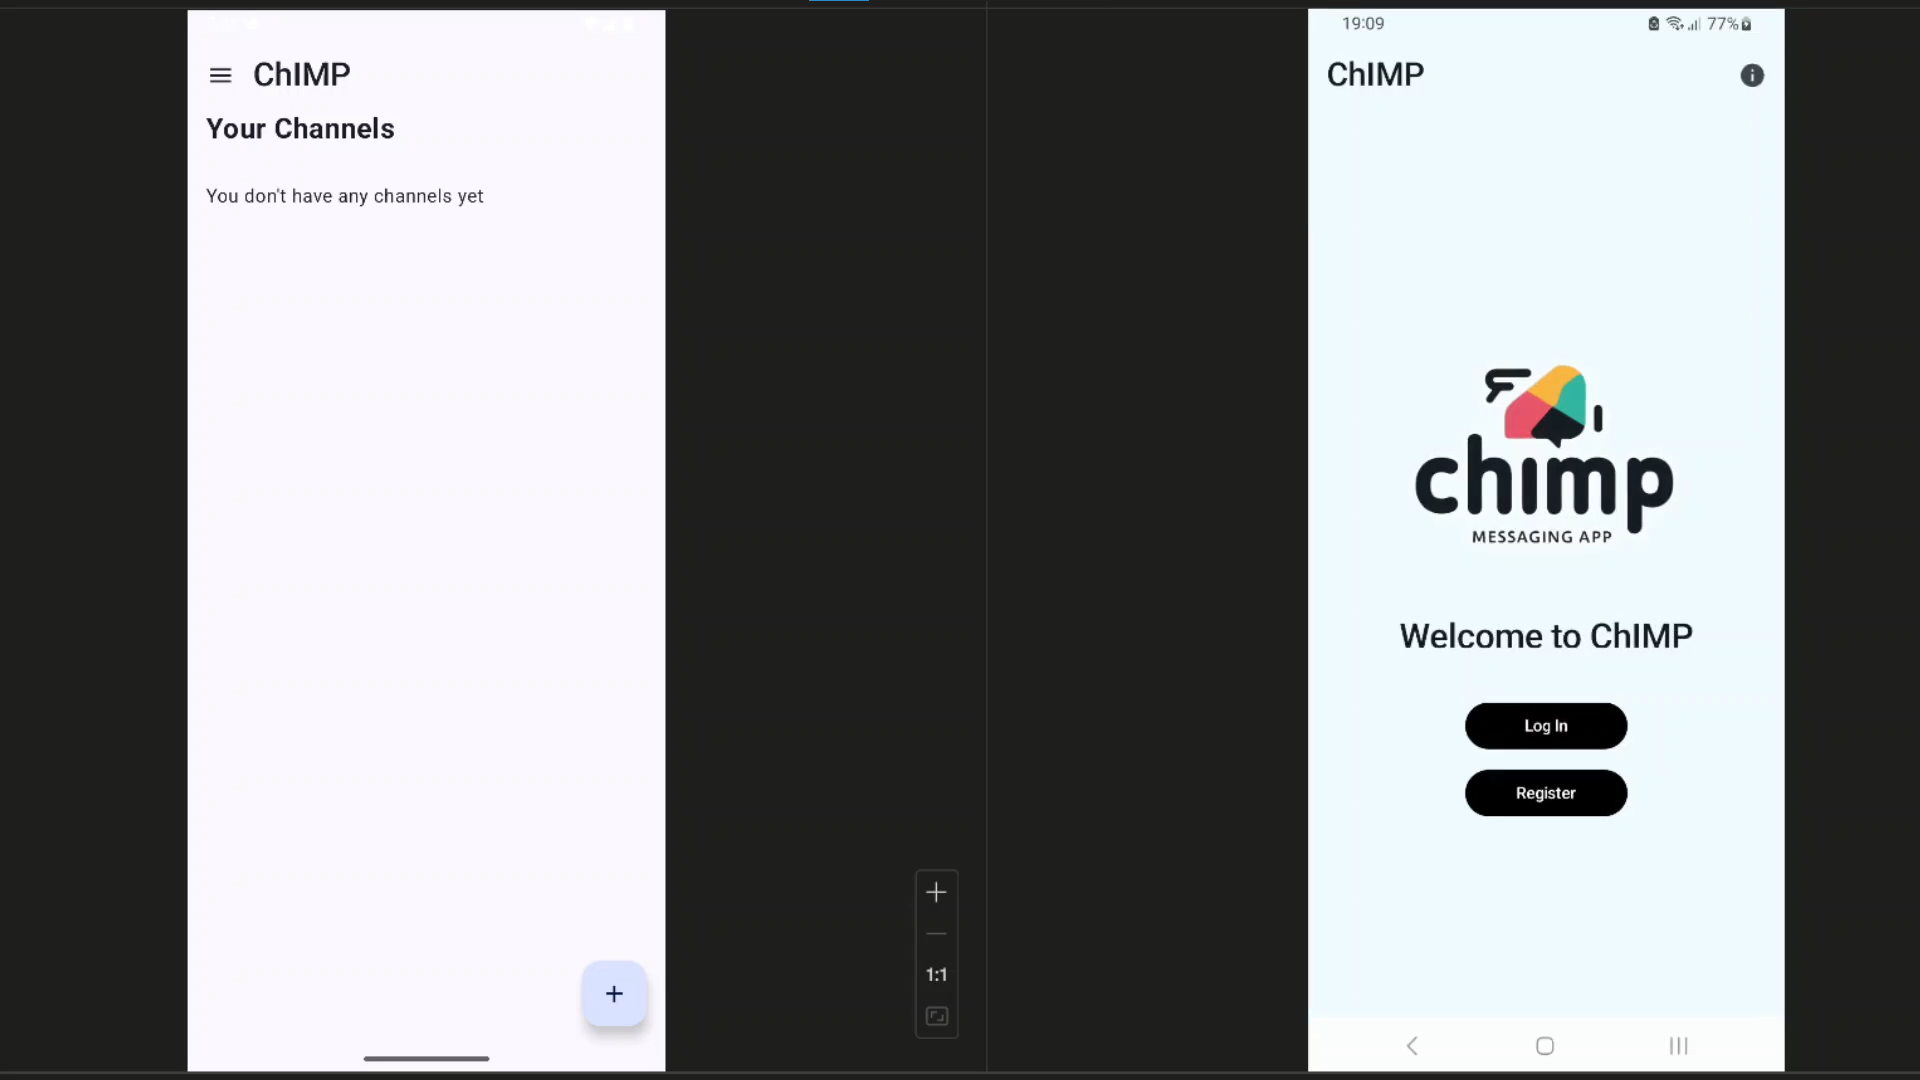 ChIMP
Your Channels
You don't have any channels yet
1:1
19:09
77%
ChIMP
chimp
MESSAGING APP
Welcome to ChIMP
Log In
Register